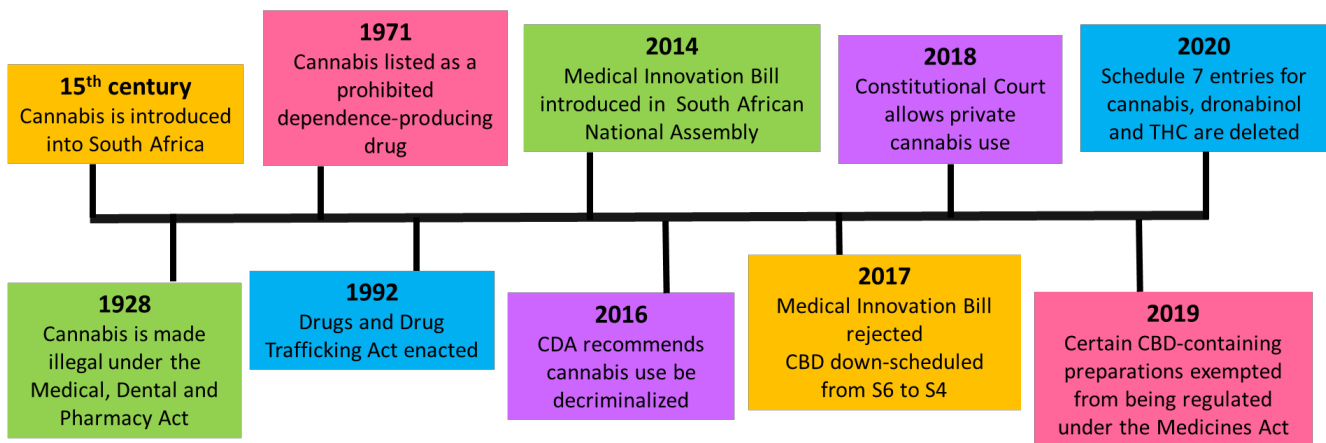 15th century
Cannabis is introduced
into South Africa
1928
Cannabis is made
illegal under the
Medical, Dental and
Pharmacy Act
1971
Cannabis listed as a
prohibited
dependence-producing
drug
1992
Drugs and Drug
Trafficking Act enacted
2014
Medical Innovation Bill
introduced in South African
National Assembly
2016
CDA recommends
cannabis use be
decriminalized
2017
Medical Innovation Bill
rejected
CBD down-scheduled
from S6 to S4
2018
Constitutional Court
allows private
cannabis use
2019
Certain CBD-containing
preparations exempted
from being regulated
under the Medicines Act
2020
Schedule 7 entries for
cannabis, dronabinol
and THC are deleted